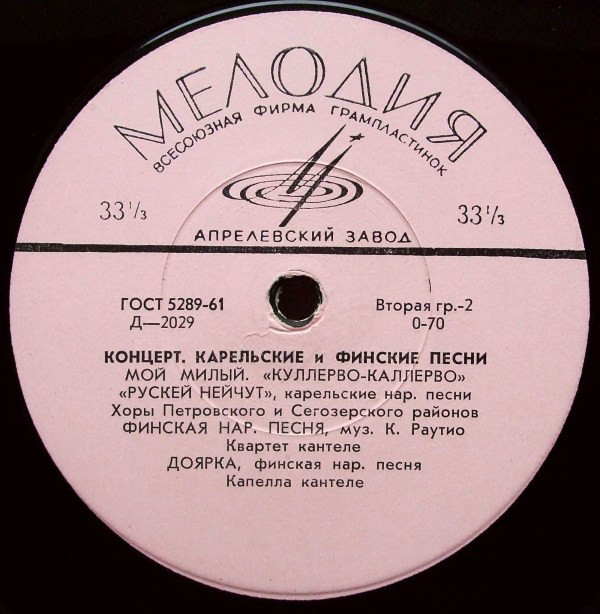 МЕЛОДИЯ
ВСЕСОЮЗНАЯ ФИРМА ГРАМПЛАСТИНОК
33 1/3 33 1/3
АПРЕЛЕВСКИЙ ЗАВОД
ГОСТ 5289-61 Вторая гр.-2
Д—2029 0-70
КОНЦЕРТ. КАРЕЛЬСКИЕ и ФИНСКИЕ ПЕСНИ
МОЙ МИЛЫЙ. «КУЛЛЕРВО-КАЛЛЕРВО»
«РУСКЕЙ НЕЙЧУТ», карельские нар. песни
Хоры Петровского и Сегозерского районов
ФИНСКАЯ НАР. ПЕСНЯ, муз. К. Раутио
Квартет кантеле
ДОЯРКА, финская нар. песня
Капелла кантеле